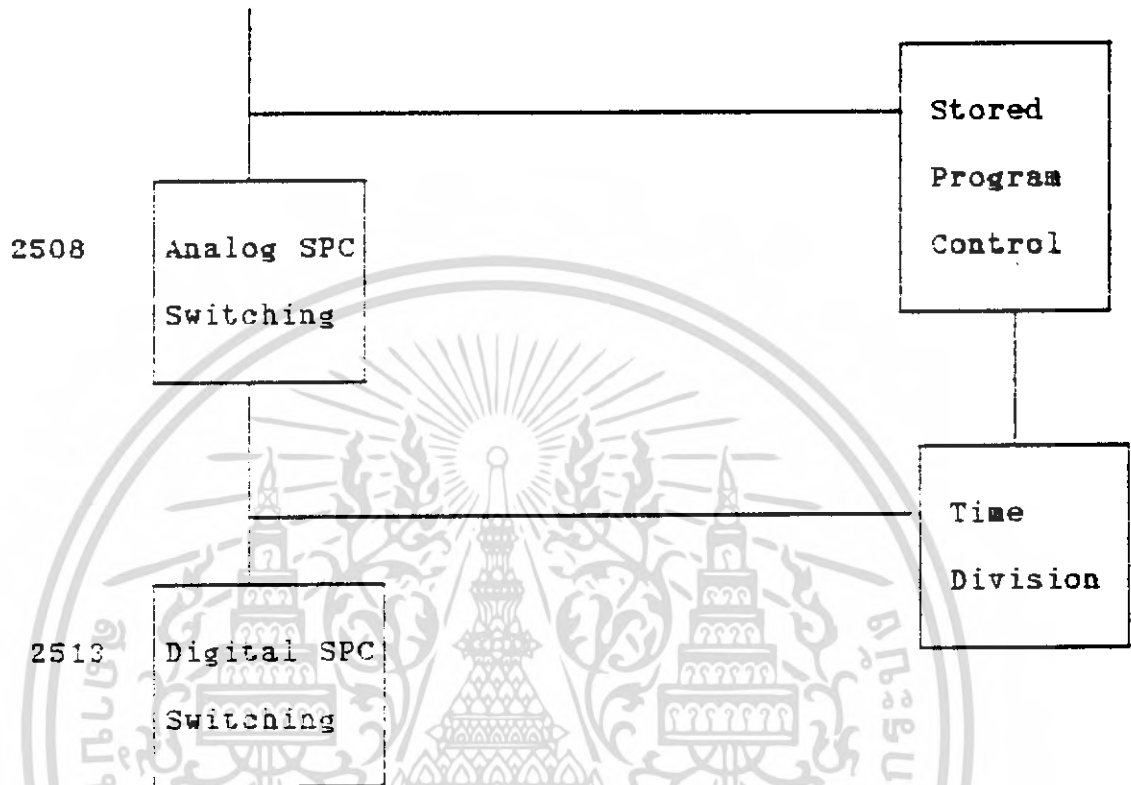 Stored
Program
Control
2508
Analog SPC
Switching
Time
Division
2513
Digital SPC
Switching